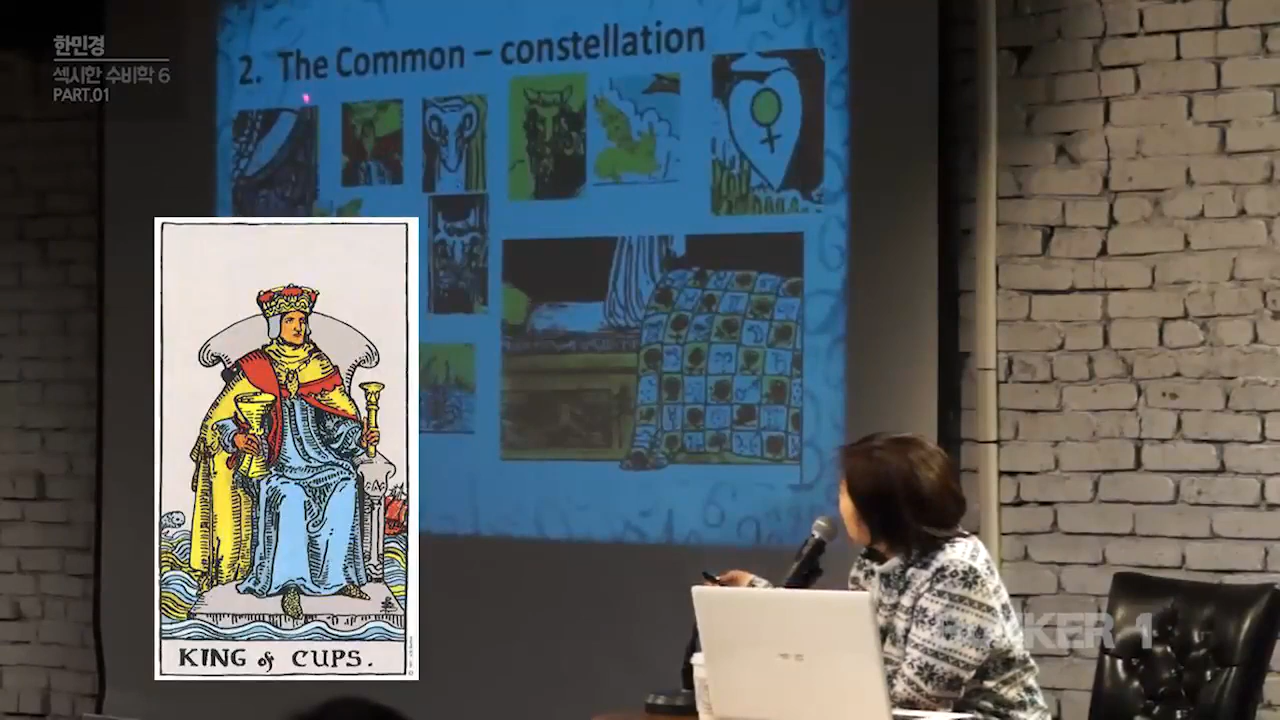 한민경
섹시한 수비학 6
PART.01
2. The Common – constellation
KING of CUPS.